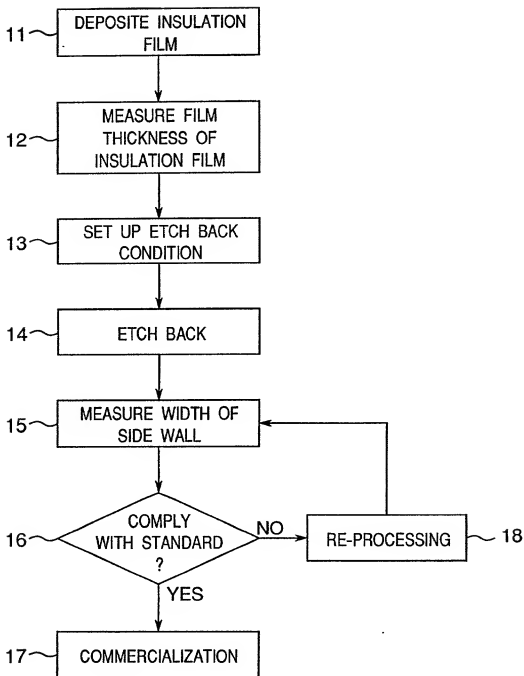 11
DEPOSITE INSULATION
FILM
12
MEASURE FILM
THICKNESS OF
INSULATION FILM
13
SET UP ETCH BACK
CONDITION
14
ETCH BACK
15
MEASURE WIDTH OF
SIDE WALL
16
COMPLY
WITH STANDARD
?
NO
RE-PROCESSING
18
YES
17
COMMERCIALIZATION